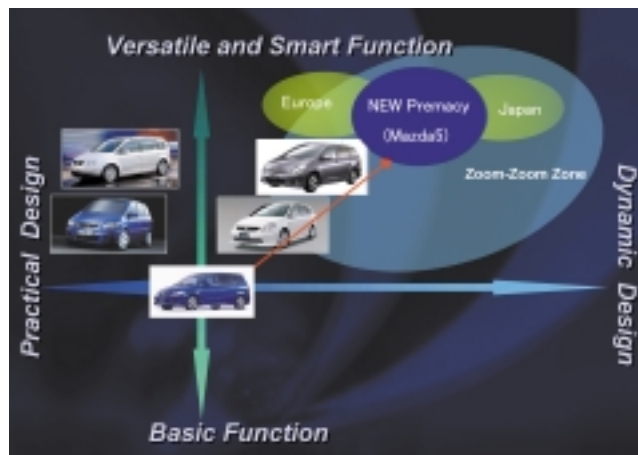 Versatile and Smart Function
Europe
NEW Premacy
(Mazda5)
Japan
Zoom-Zoom Zone
Practical Design
Dynamic Design
Basic Function